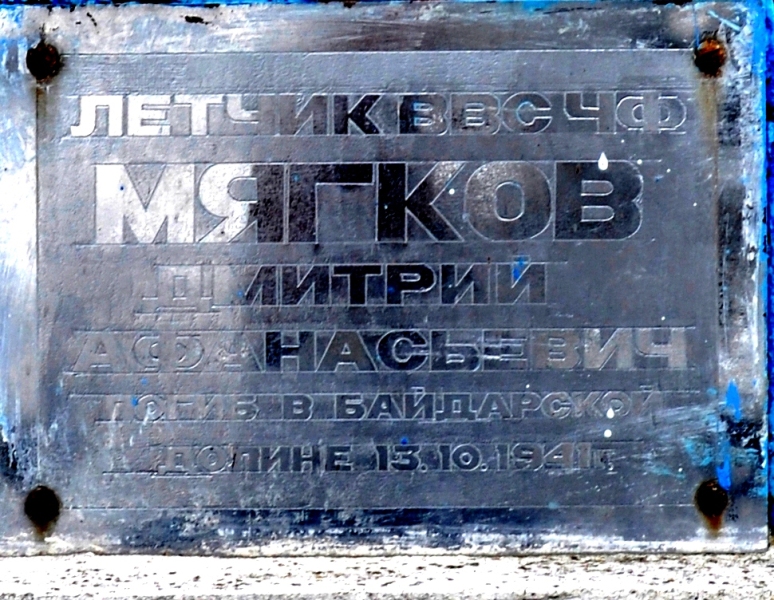 ЛЕТЧИК ВВС ЧФ
МЯГКОВ
ДМИТРИЙ
АФАНАСЬЕВИЧ
ПОГИБ В БАЙДАРСКОЙ
ДОЛИНЕ 13.10.1941 г.